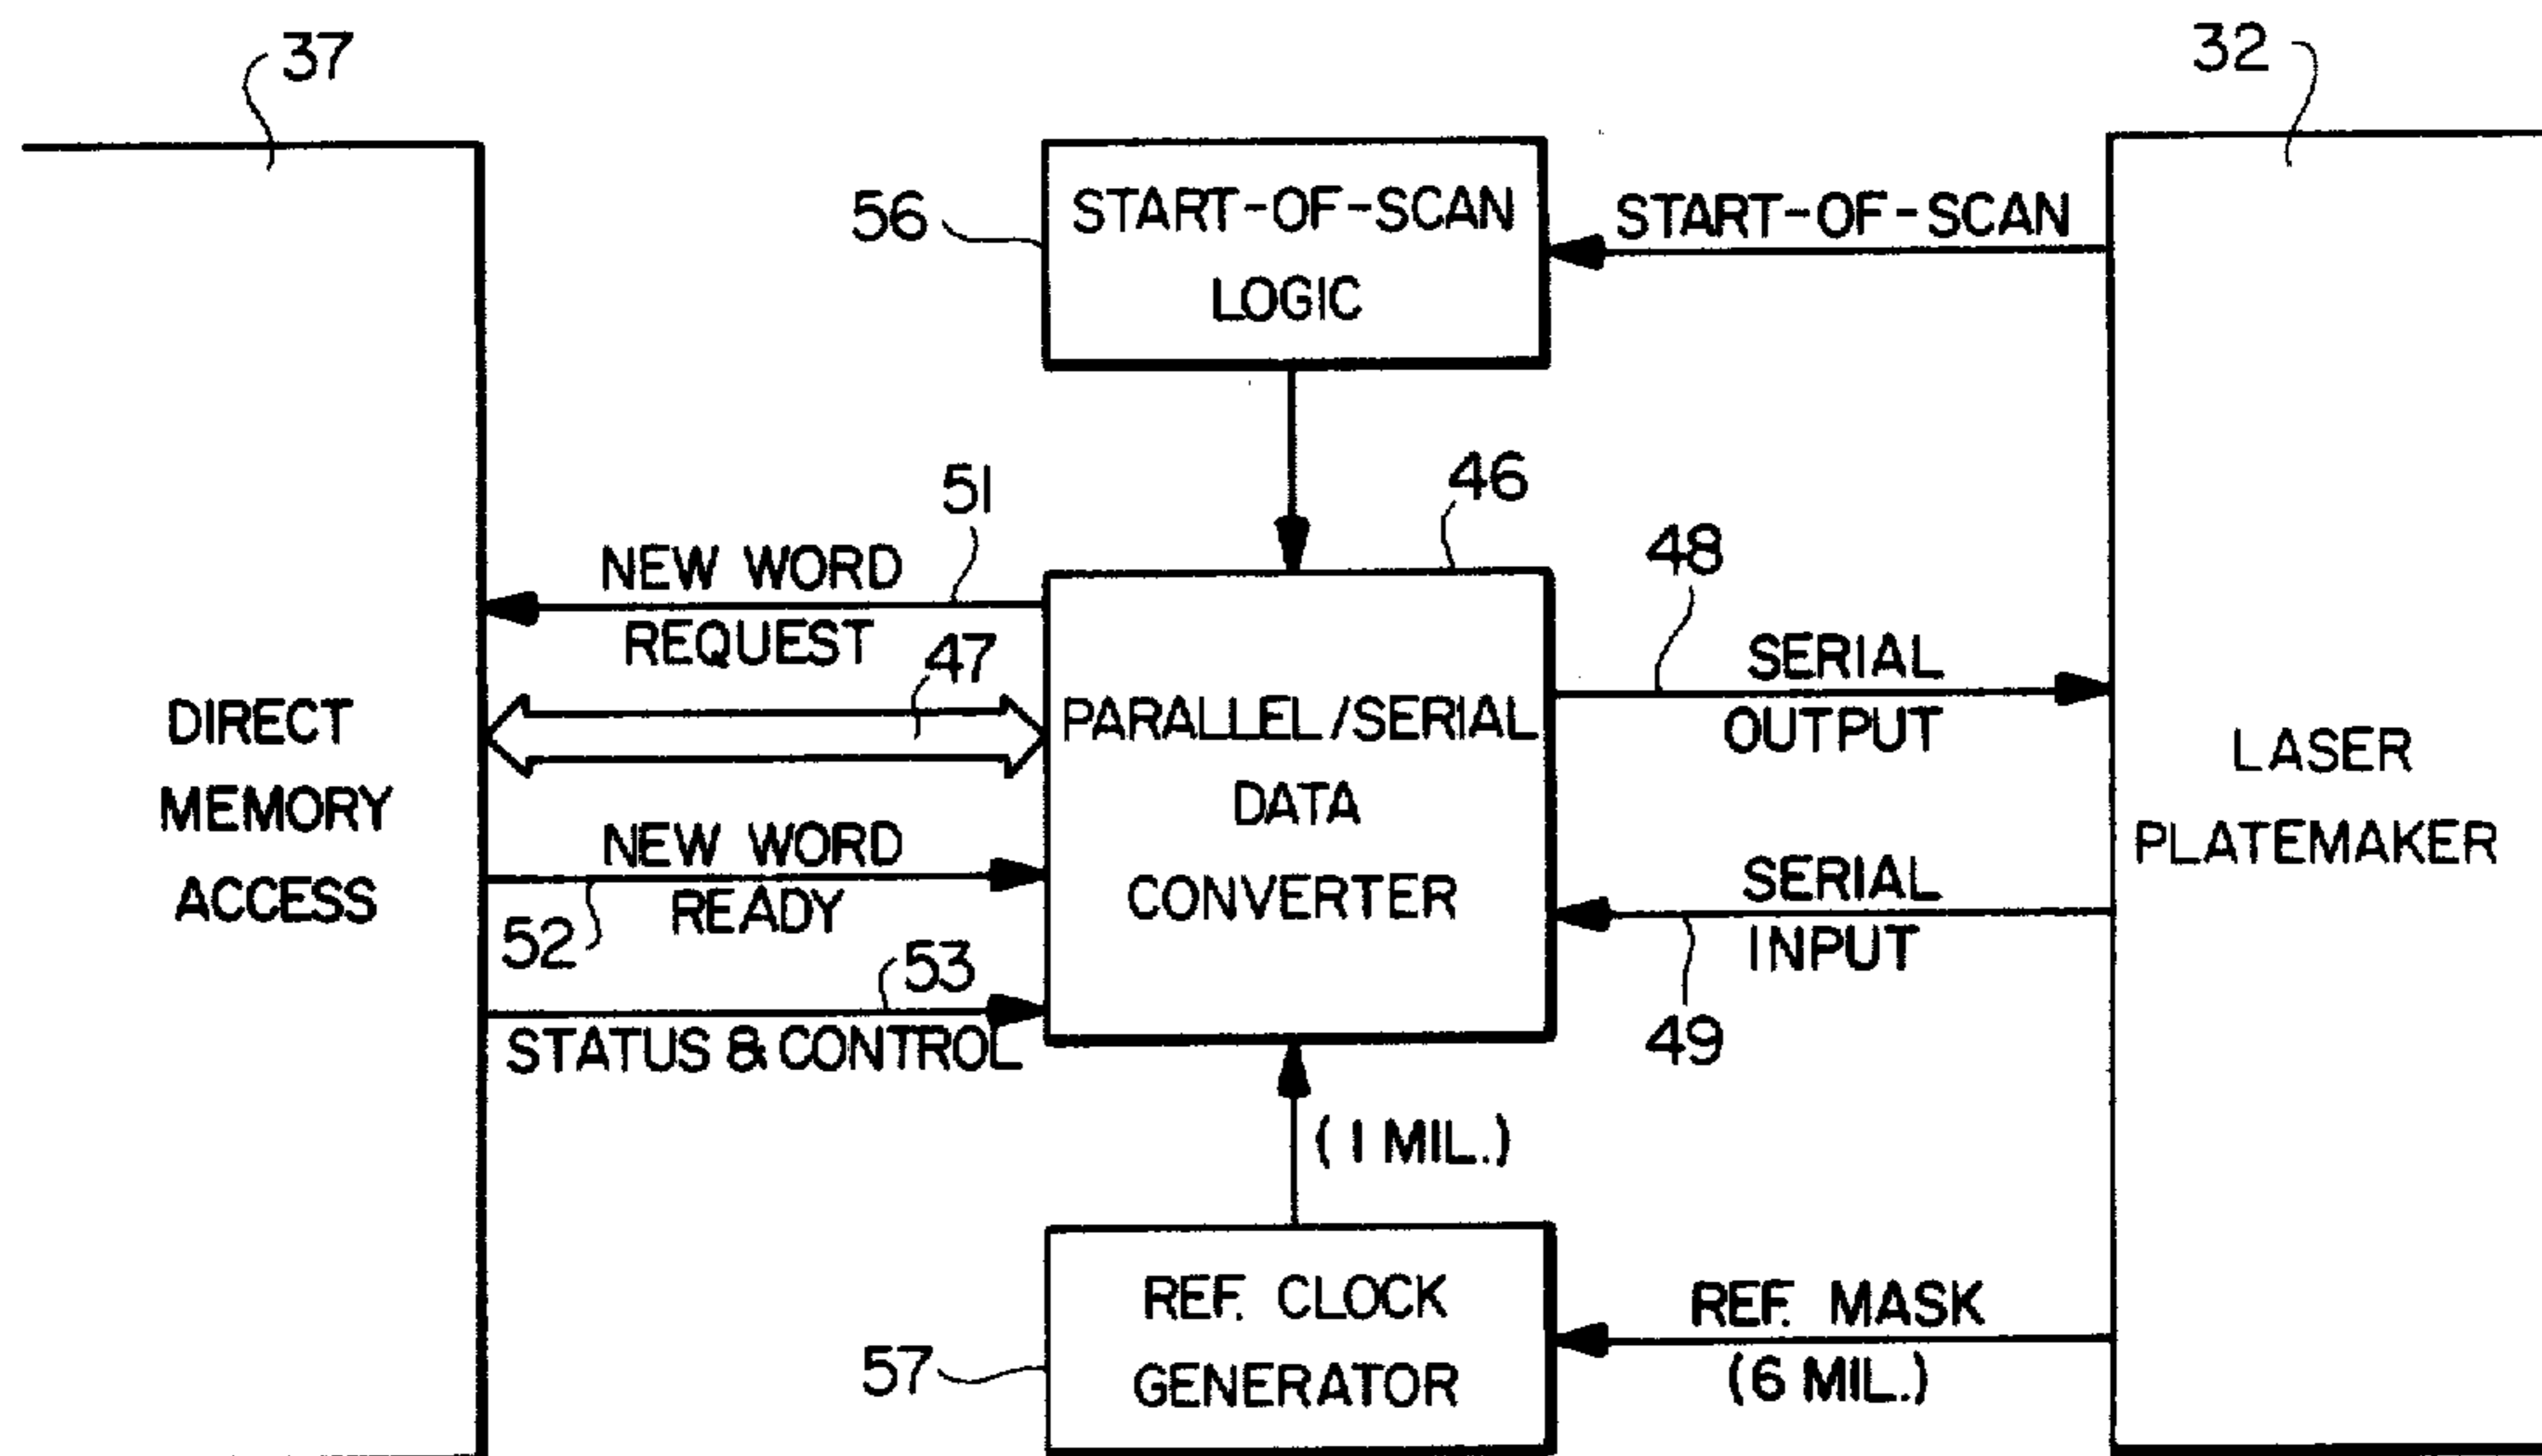 37
32
56
START-OF-SCAN
LOGIC
START-OF-SCAN
51
NEW WORD
REQUEST
47
46
48
SERIAL
OUTPUT
DIRECT
MEMORY
ACCESS
PARALLEL/SERIAL
DATA
CONVERTER
LASER
PLATEMAKER
NEW WORD
READY
52
53
STATUS & CONTROL
SERIAL
INPUT
49
(1 MIL.)
REF. CLOCK
GENERATOR
57
REF. MASK
(6 MIL.)